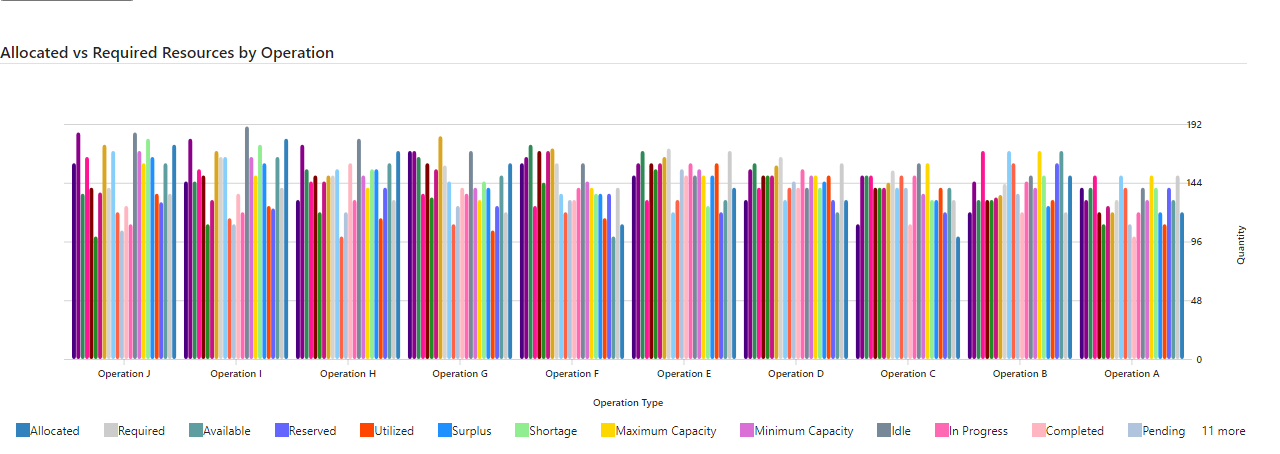 Allocated vs Required Resources by Operation
192
144
96
48
0
Quantity
Operation J Operation I Operation H Operation G Operation F Operation E Operation D Operation C Operation B Operation A
Operation Type
Allocated Required Available Reserved Utilized Surplus Shortage Maximum Capacity Minimum Capacity Idle In Progress Completed Pending 11 more